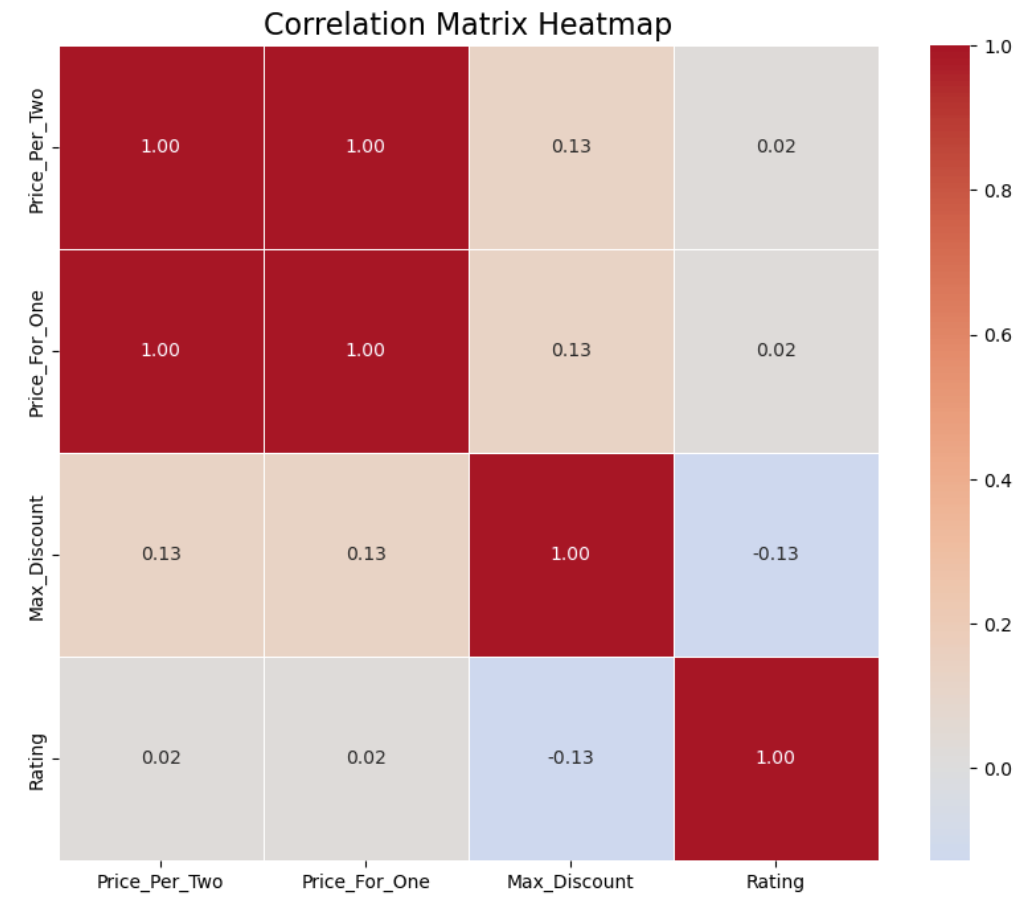 Correlation Matrix Heatmap
Price_Per_Two 1.00 1.00 0.13 0.02
Price_For_One 1.00 1.00 0.13 0.02
Max_Discount 0.13 0.13 1.00 -0.13
Rating 0.02 0.02 -0.13 1.00
Price_Per_Two Price_For_One Max_Discount Rating
1.0
0.8
0.6
0.4
0.2
0.0